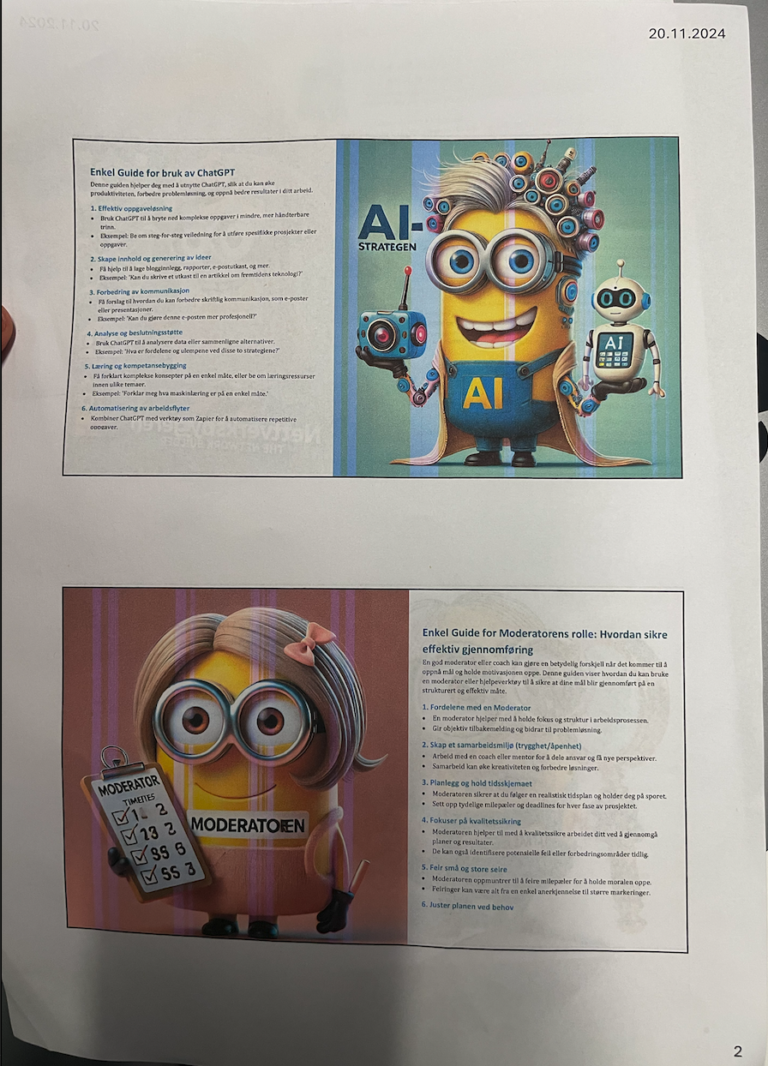 20.11.2024
Enkel Guide for bruk av ChatGPT
Denne guiden hjelper deg med å utnytte ChatGPT, slik at du kan øke
produktiviteten, forbedre problemløsning, og oppnå bedre resultater i ditt arbeid.
1. Effektiv oppgaveløsning
• Bruk ChatGPT til å bryte ned komplekse oppgaver i mindre, mer håndterbare
trinn.
• Eksempel: Be om steg-for-steg veiledning for å utføre spesifikke prosjekter eller
oppgaver.
2. Skape innhold og generering av ideer
• Få hjelp til å lage blogginnlegg, rapporter, e-postutkast, og mer.
• Eksempel: 'Kan du skrive et utkast til en artikkel om fremtidens teknologi?'
3. Forbedring av kommunikasjon
• Få forslag til hvordan du kan forbedre skriftlig kommunikasjon, som e-poster
eller presentasjoner.
• Eksempel: 'Kan du gjøre denne e-posten mer profesjonell?'
4. Analyse og beslutningsstøtte
• Bruk ChatGPT til å analysere data eller sammenligne alternativer.
• Eksempel: 'Hva er fordelene og ulempene ved disse to strategiene?'
5. Læring og kompetansebygging
• Få forklart komplekse konsepter på en enkel måte, eller be om læringsressurser
innen ulike temaer.
• Eksempel: 'Forklar meg hva maskinlæring er på en enkel måte.'
6. Automatisering av arbeidsflyter
• Kombiner ChatGPT med verktøy som Zapier for å automatisere repetitive
oppgaver.
AI-
STRATEGEN
AI
AI
MODERATOR
TIMEITES
1 2
13 2
SS 6
SS 3
MODERATOREN
Enkel Guide for Moderatorens rolle: Hvordan sikre
effektiv gjennomføring
En god moderator eller coach kan gjøre en betydelig forskjell når det kommer til å
oppnå mål og holde motivasjonen oppe. Denne guiden viser hvordan du kan bruke
en moderator eller hjelpeverktøy til å sikre at dine mål blir gjennomført på en
strukturert og effektiv måte.
1. Fordelene med en Moderator
• En moderator hjelper med å holde fokus og struktur i arbeidsprosessen.
• Gir objektiv tilbakemelding og bidrar til problemløsning.
2. Skap et samarbeidsmiljø (trygghet/åpenhet)
• Arbeid med en coach eller mentor for å dele ansvar og få nye perspektiver.
• Samarbeid kan øke kreativiteten og forbedre løsninger.
3. Planlegg og hold tidsskjemaet
• Moderatoren sikrer at du følger en realistisk tidsplan og holder deg på sporet.
• Sett opp tydelige milepæler og deadlines for hver fase av prosjektet.
4. Fokuser på kvalitetssikring
• Moderatoren hjelper til med å kvalitetssikre arbeidet ditt ved å gjennomgå
planer og resultater.
• De kan også identifisere potensielle feil eller forbedringsområder tidlig.
5. Feir små og store seire
• Moderatoren oppmuntrer til å feire milepæler for å holde moralen oppe.
• Feiringer kan være alt fra en enkel anerkjennelse til større markeringer.
6. Juster planen ved behov
2